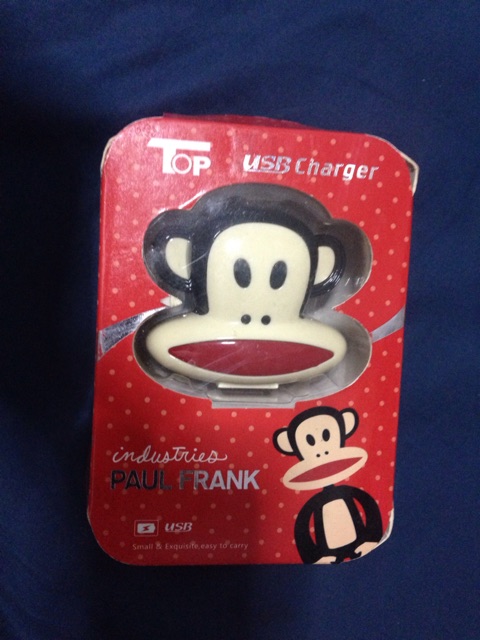 TOP
USB Charger
industries
PAUL FRANK
USB
Small & Exquisite,easy to carry